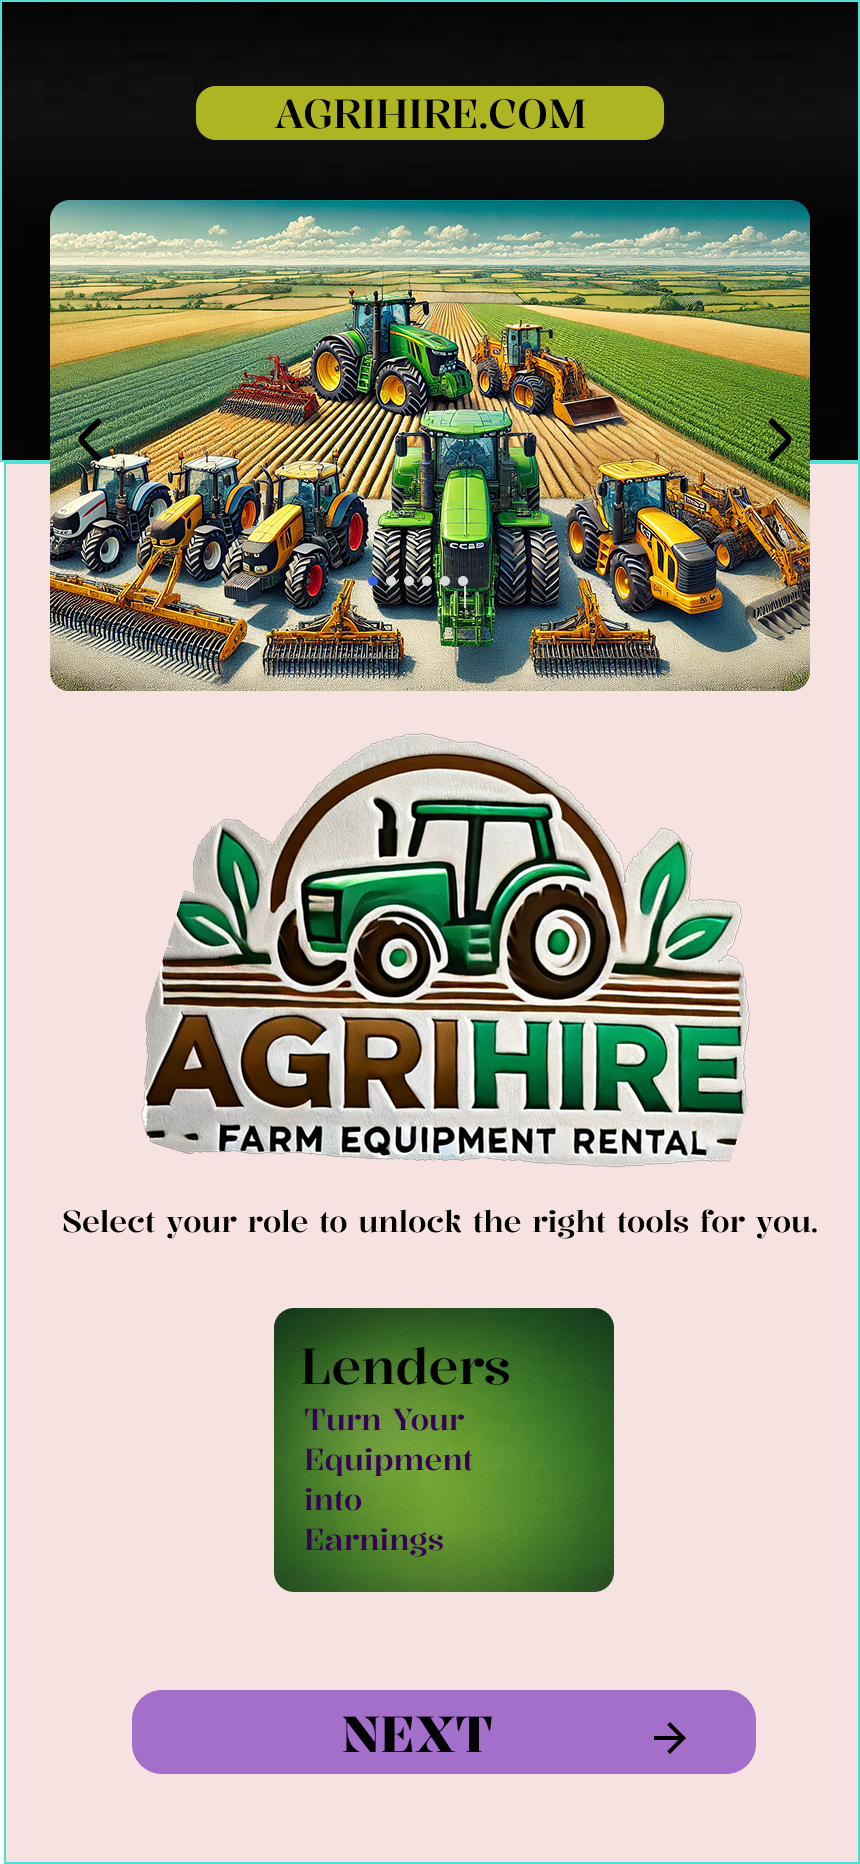 AGRIHIRE.COM
AGRIHIRE
FARM EQUIPMENT RENTAL
Select your role to unlock the right tools for you.
Lenders
Turn Your
Equipment
into
Earnings
NEXT